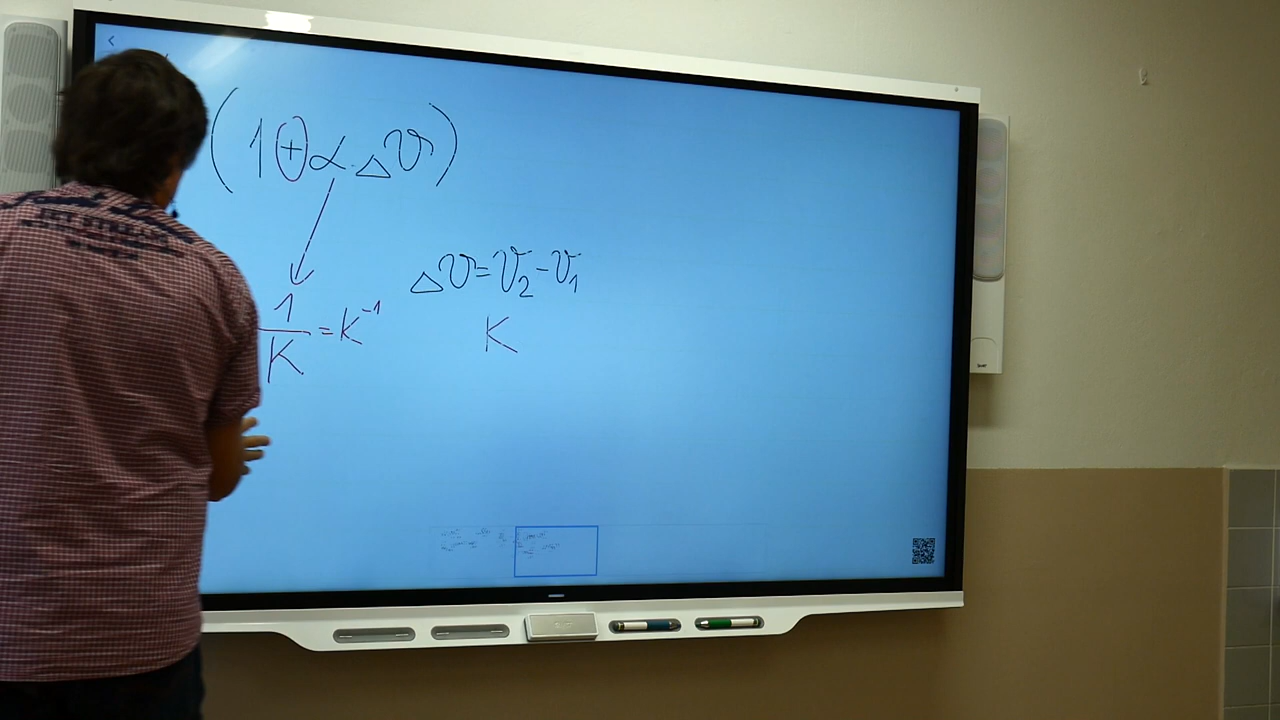 (1 + α · Δϑ)
Δϑ = ϑ₂ - ϑ₁
1/K = K⁻¹
K